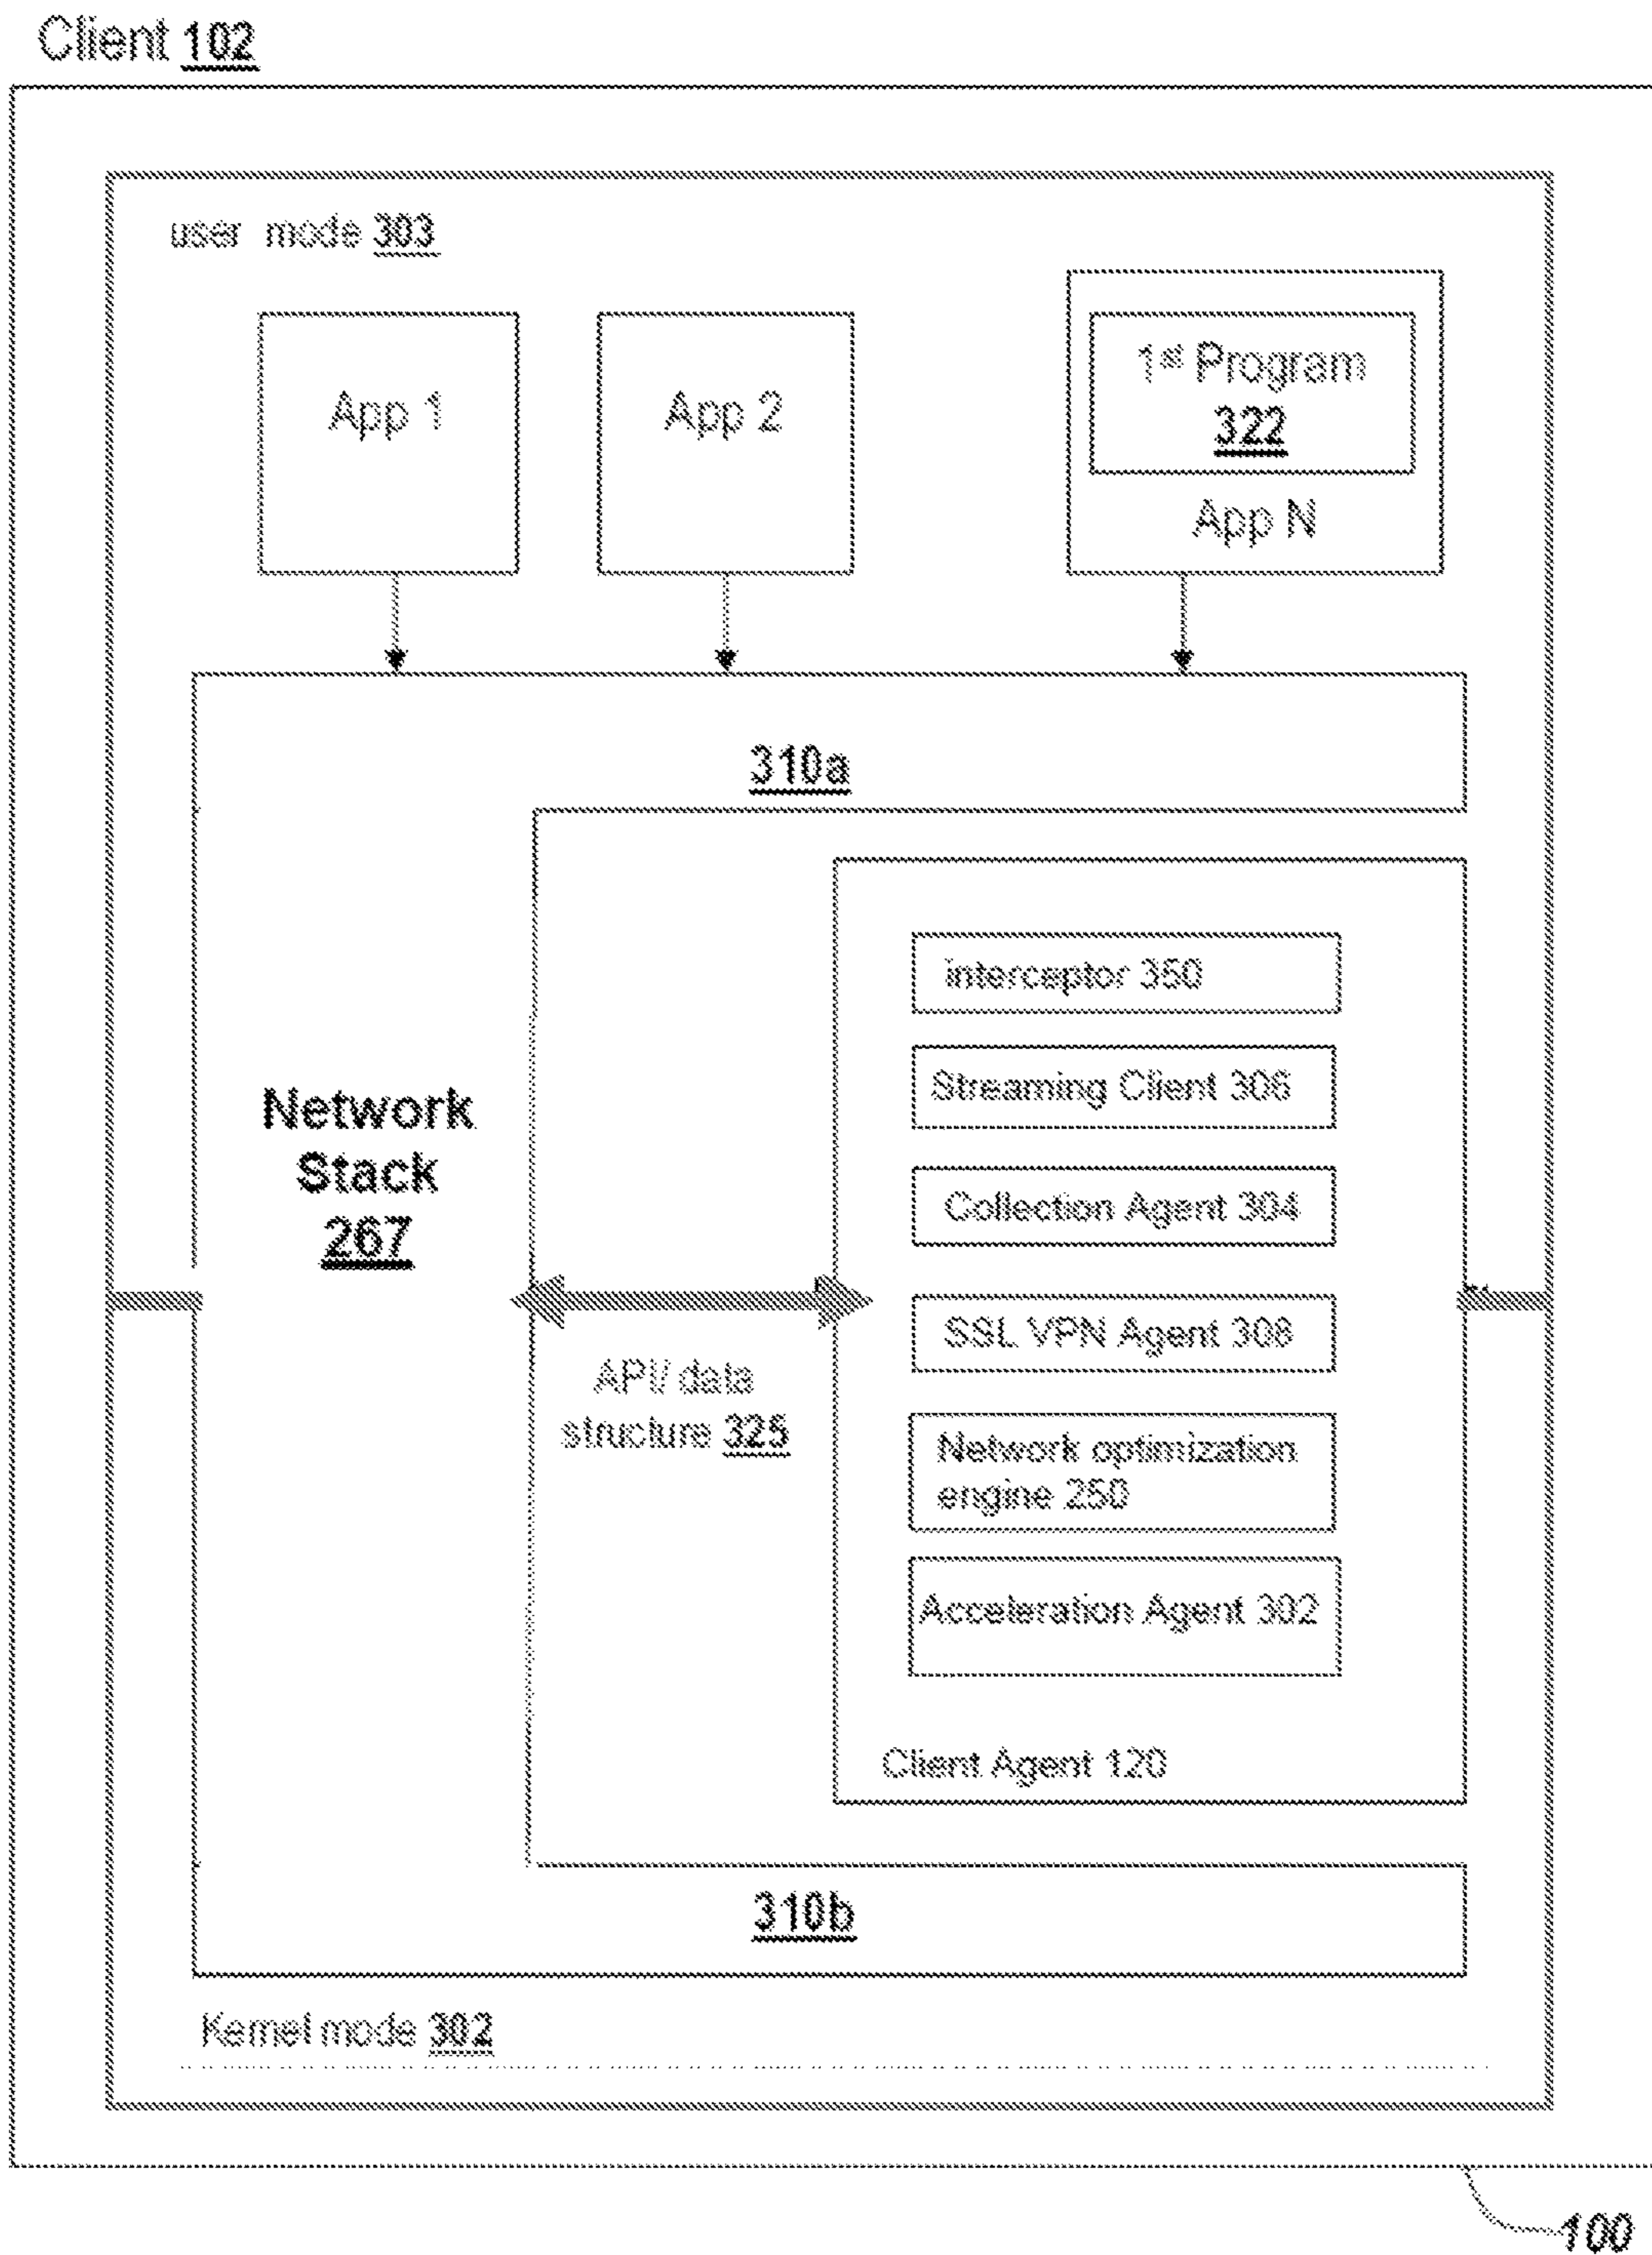 Client 102
user mode 303
App 1
App 2
1st Program
322
App N
310a
Network
Stack
267
interceptor 350
Streaming Client 306
Collection Agent 304
SSL VPN Agent 308
Network optimization
engine 250
Acceleration Agent 302
API/ data
structure 325
Client Agent 120
310b
Kernel mode 302
100